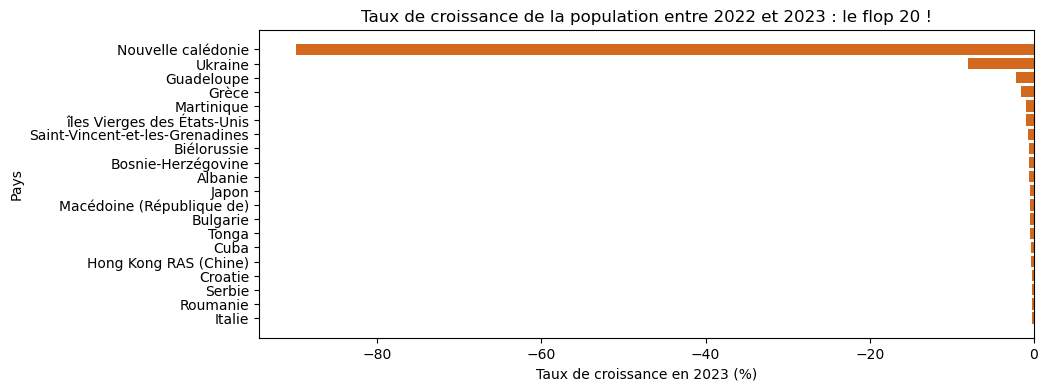 Taux de croissance de la population entre 2022 et 2023 : le flop 20 !
Pays
Nouvelle calédonie
Ukraine
Guadeloupe
Grèce
Martinique
îles Vierges des États-Unis
Saint-Vincent-et-les-Grenadines
Biélorussie
Bosnie-Herzégovine
Albanie
Japon
Macédoine (République de)
Bulgarie
Tonga
Cuba
Hong Kong RAS (Chine)
Croatie
Serbie
Roumanie
Italie
−80 −60 −40 −20 0
Taux de croissance en 2023 (%)